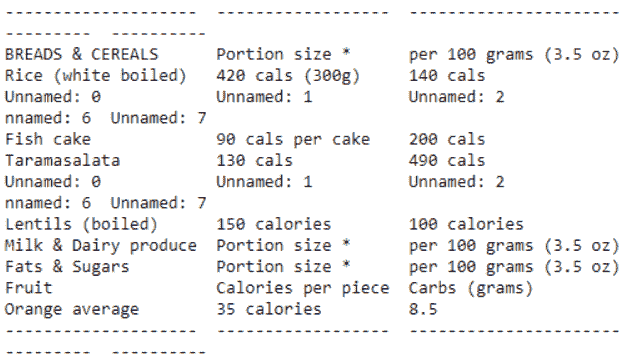 -------------------  -----------------  ---------------------
---------  ----------
BREADS & CEREALS     Portion size *     per 100 grams (3.5 oz)
Rice (white boiled)  420 cals (300g)    140 cals
Unnamed: 0           Unnamed: 1         Unnamed: 2
nnamed: 6  Unnamed: 7
Fish cake            90 cals per cake   200 cals
Taramasalata         130 cals           490 cals
Unnamed: 0           Unnamed: 1         Unnamed: 2
nnamed: 6  Unnamed: 7
Lentils (boiled)     150 calories       100 calories
Milk & Dairy produce Portion size *     per 100 grams (3.5 oz)
Fats & Sugars        Portion size *     per 100 grams (3.5 oz)
Fruit                Calories per piece Carbs (grams)
Orange average       35 calories        8.5
-------------------  -----------------  ---------------------
---------  ----------